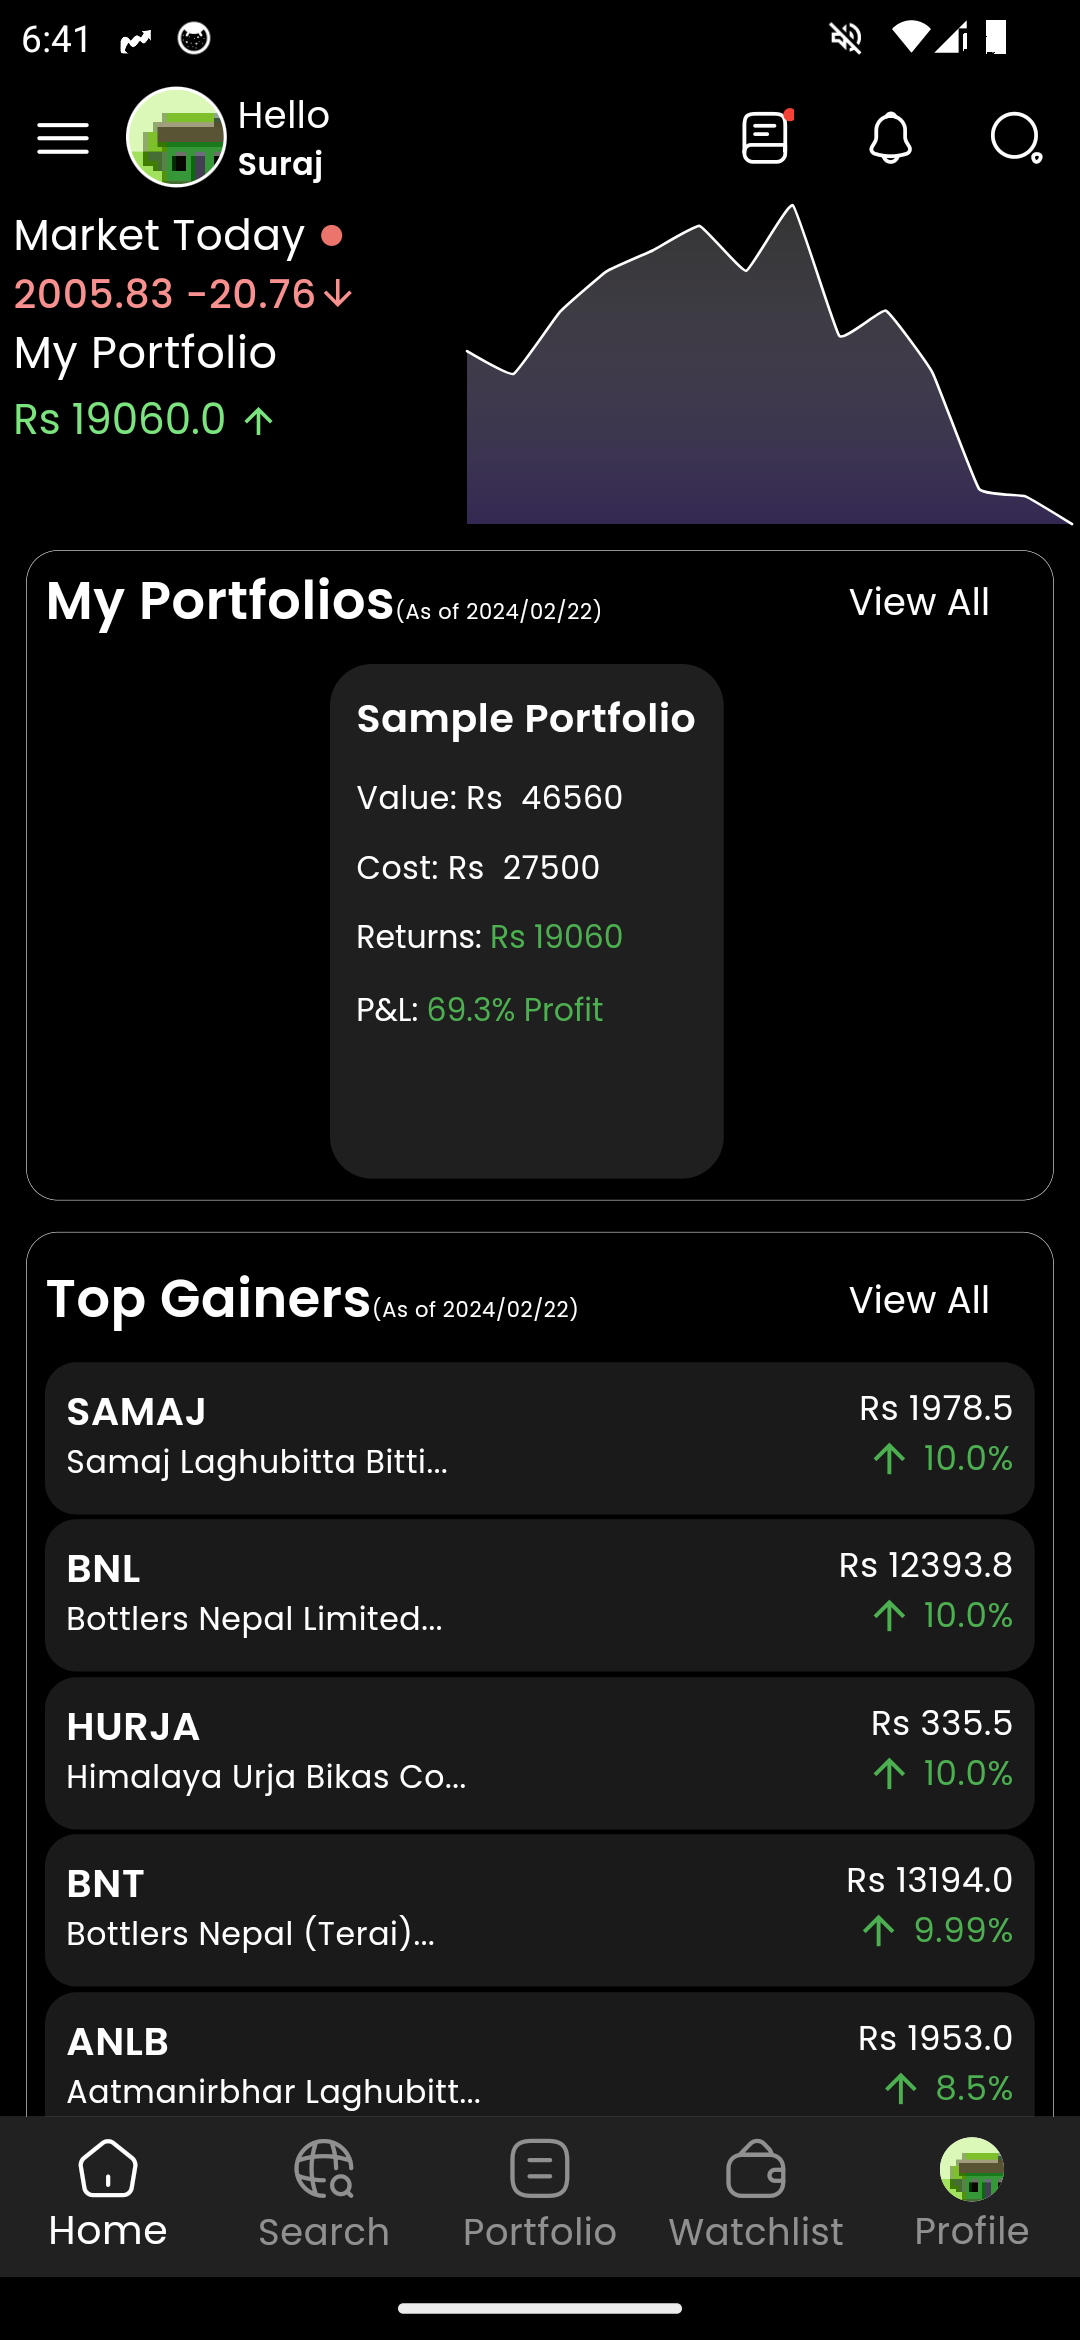 6:41
Hello
Suraj
Market Today
2005.83 -20.76↓
My Portfolio
Rs 19060.0 ↑
My Portfolios(As of 2024/02/22) View All
Sample Portfolio
Value: Rs 46560
Cost: Rs 27500
Returns: Rs 19060
P&L: 69.3% Profit
Top Gainers(As of 2024/02/22) View All
SAMAJ Rs 1978.5
Samaj Laghubitta Bitti... ↑ 10.0%
BNL Rs 12393.8
Bottlers Nepal Limited... ↑ 10.0%
HURJA Rs 335.5
Himalaya Urja Bikas Co... ↑ 10.0%
BNT Rs 13194.0
Bottlers Nepal (Terai)... ↑ 9.99%
ANLB Rs 1953.0
Aatmanirbhar Laghubitt... ↑ 8.5%
Home Search Portfolio Watchlist Profile